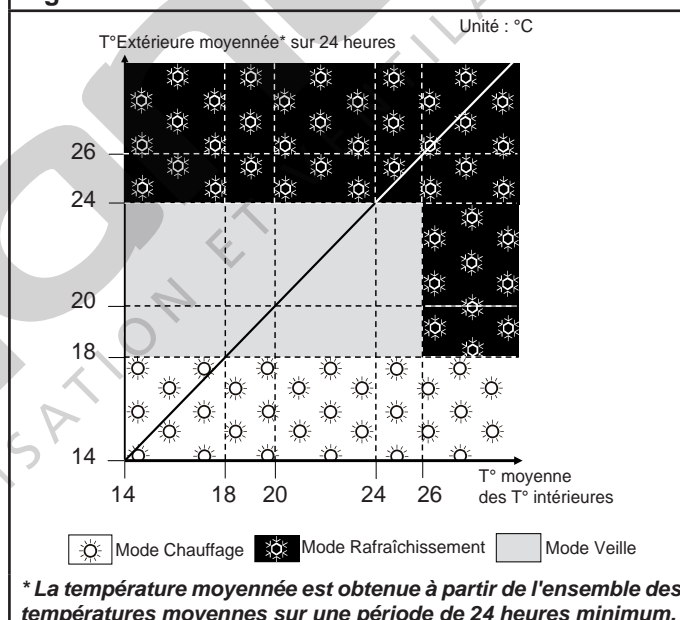 Unité : °C
T°Extérieure moyennée* sur 24 heures
26
24
20
18
14
14 18 20 24 26
T° moyenne
des T° intérieures
Mode Chauffage Mode Rafraîchissement Mode Veille
* La température moyennée est obtenue à partir de l'ensemble des
températures moyennes sur une période de 24 heures minimum.